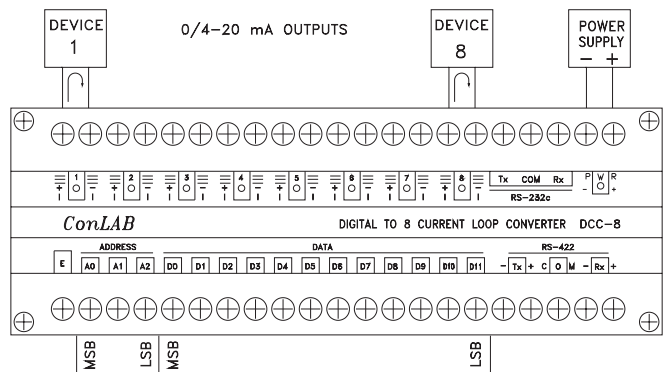 DEVICE
1
0/4-20 mA OUTPUTS
DEVICE
8
POWER
SUPPLY
- +
1 2 3 4 5 6 7 8 Tx COM Rx P W R
+ - + - + - + - + - + - + - + - RS-232c - +
ConLAB DIGITAL TO 8 CURRENT LOOP CONVERTER DCC-8
ADDRESS DATA RS-422
E A0 A1 A2 D0 D1 D2 D3 D4 D5 D6 D7 D8 D9 D10 D11 - Tx + C O M - Rx +
MSB LSB MSB LSB